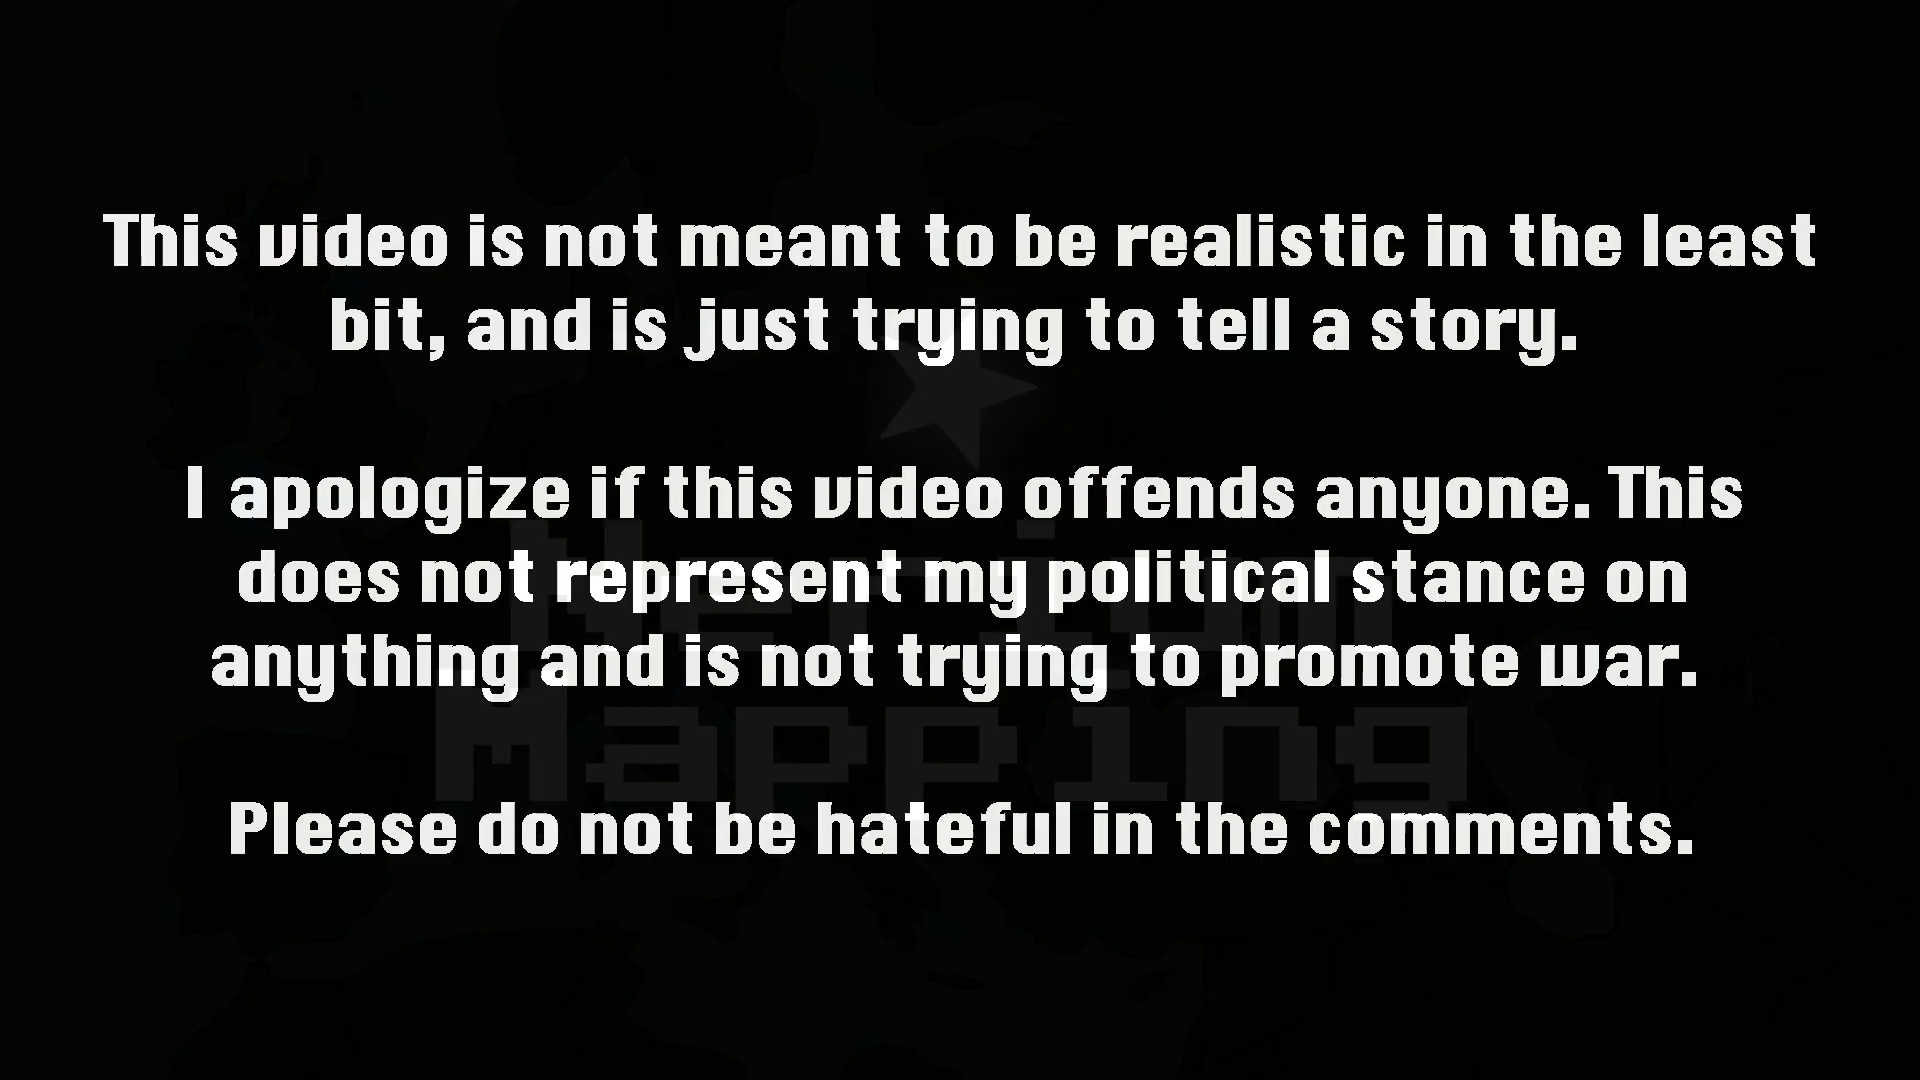 This video is not meant to be realistic in the least
bit, and is just trying to tell a story.
I apologize if this video offends anyone. This
does not represent my political stance on
anything and is not trying to promote war.
Nerium
Mapping
Please do not be hateful in the comments.